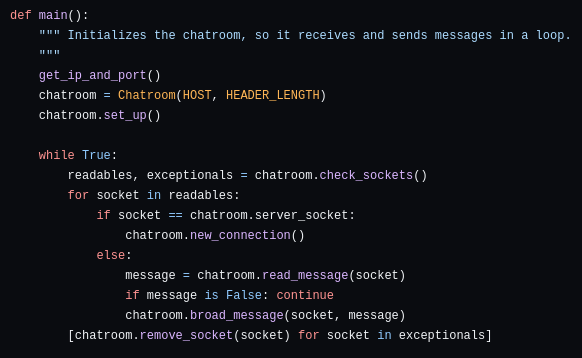 def main():
    """ Initializes the chatroom, so it receives and sends messages in a loop.
    """
    get_ip_and_port()
    chatroom = Chatroom(HOST, HEADER_LENGTH)
    chatroom.set_up()

    while True:
        readables, exceptionals = chatroom.check_sockets()
        for socket in readables:
            if socket == chatroom.server_socket:
                chatroom.new_connection()
            else:
                message = chatroom.read_message(socket)
                if message is False: continue
                chatroom.broad_message(socket, message)
        [chatroom.remove_socket(socket) for socket in exceptionals]